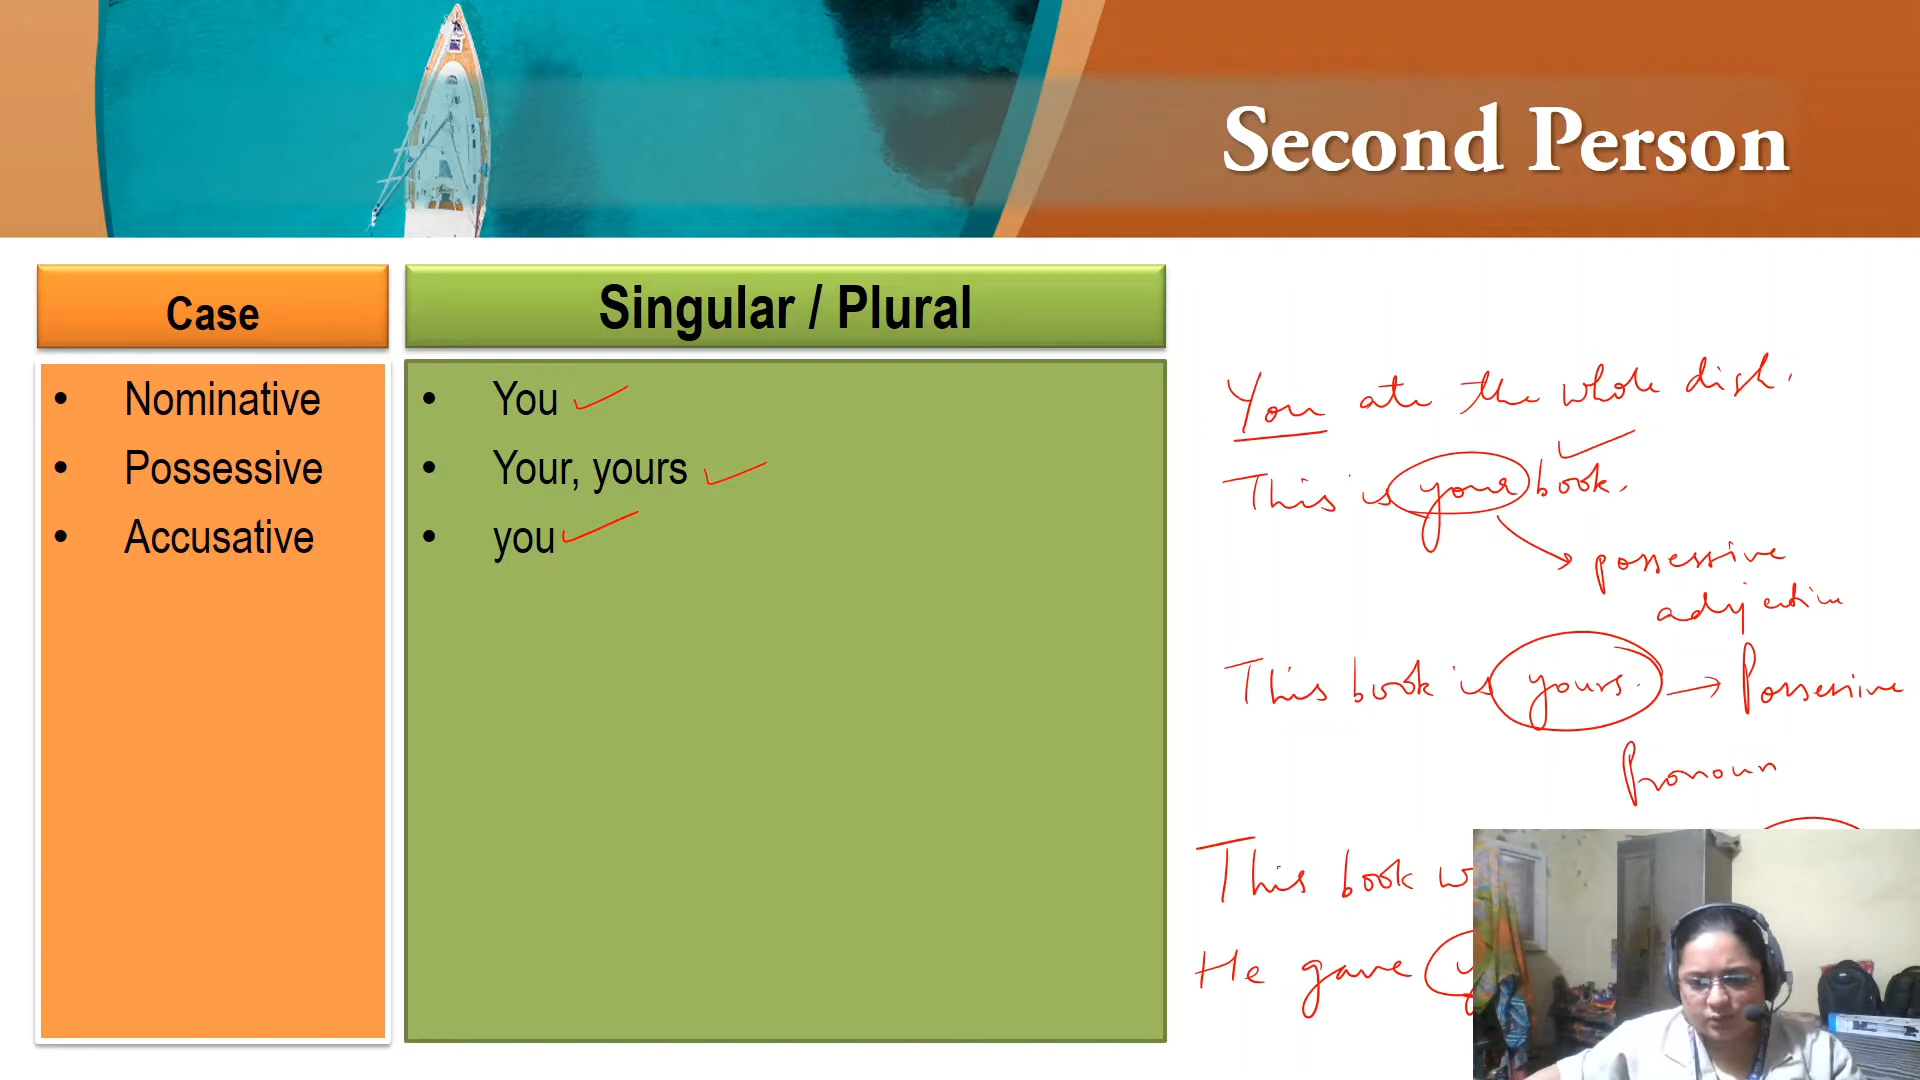 Second Person
Case
Singular / Plural
• Nominative
• Possessive
• Accusative
• You
• Your, yours
• you
You ate the whole dish.
This is your book.
possessive
adjective
This book is yours. → Possessive
Pronoun
This book
He gave